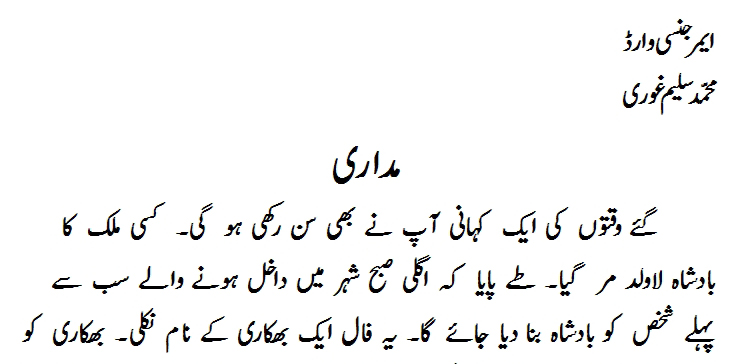 ایمرجنسی وارڈ
محمّد سلیم غوری
مداری
گئے وقتوں کی ایک کہانی آپ نے بھی سن رکھی ہو گی۔ کسی ملک کا
بادشاہ لاولد مر گیا۔ طے پایا کہ اگلی صبح شہر میں داخل ہونے والے سب سے
پہلے شخص کو بادشاہ بنا دیا جائے گا۔ یہ فال ایک بھکاری کے نام نکلی۔ بھکاری کو